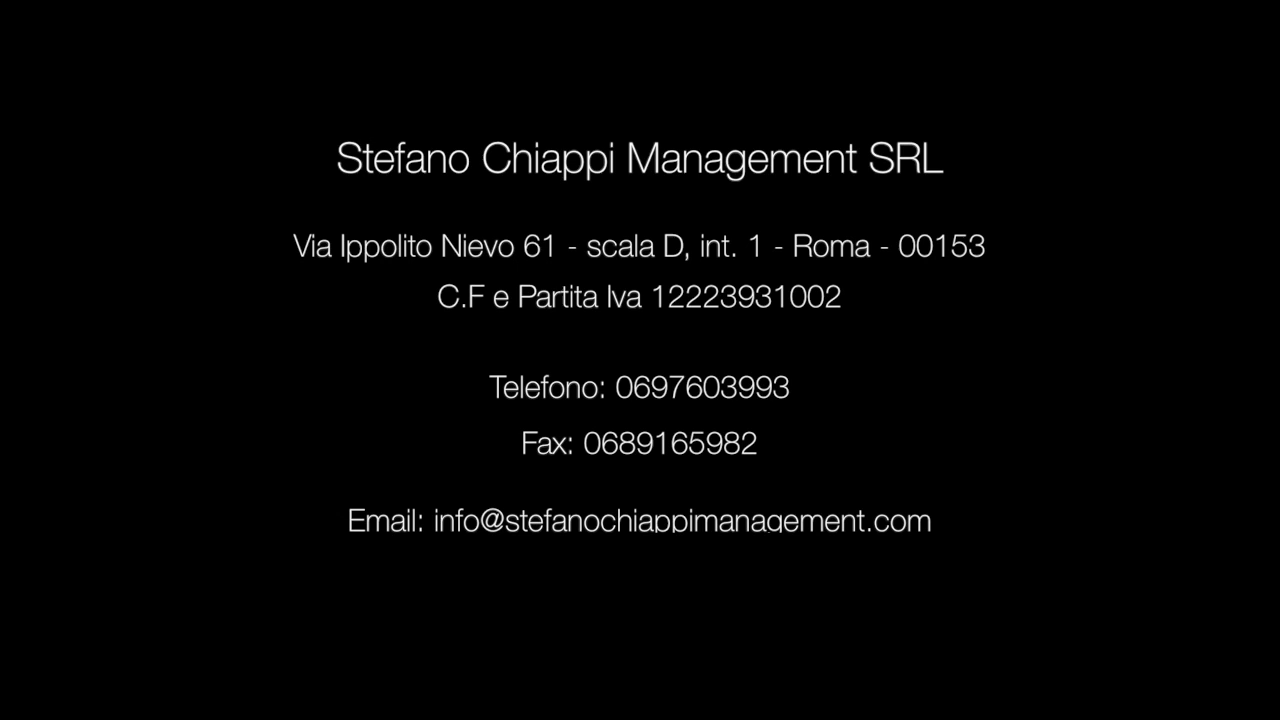 Stefano Chiappi Management SRL
Via Ippolito Nievo 61 - scala D, int. 1 - Roma - 00153
C.F e Partita Iva 12223931002
Telefono: 0697603993
Fax: 0689165982
Email: info@stefanochiappimanagement.com